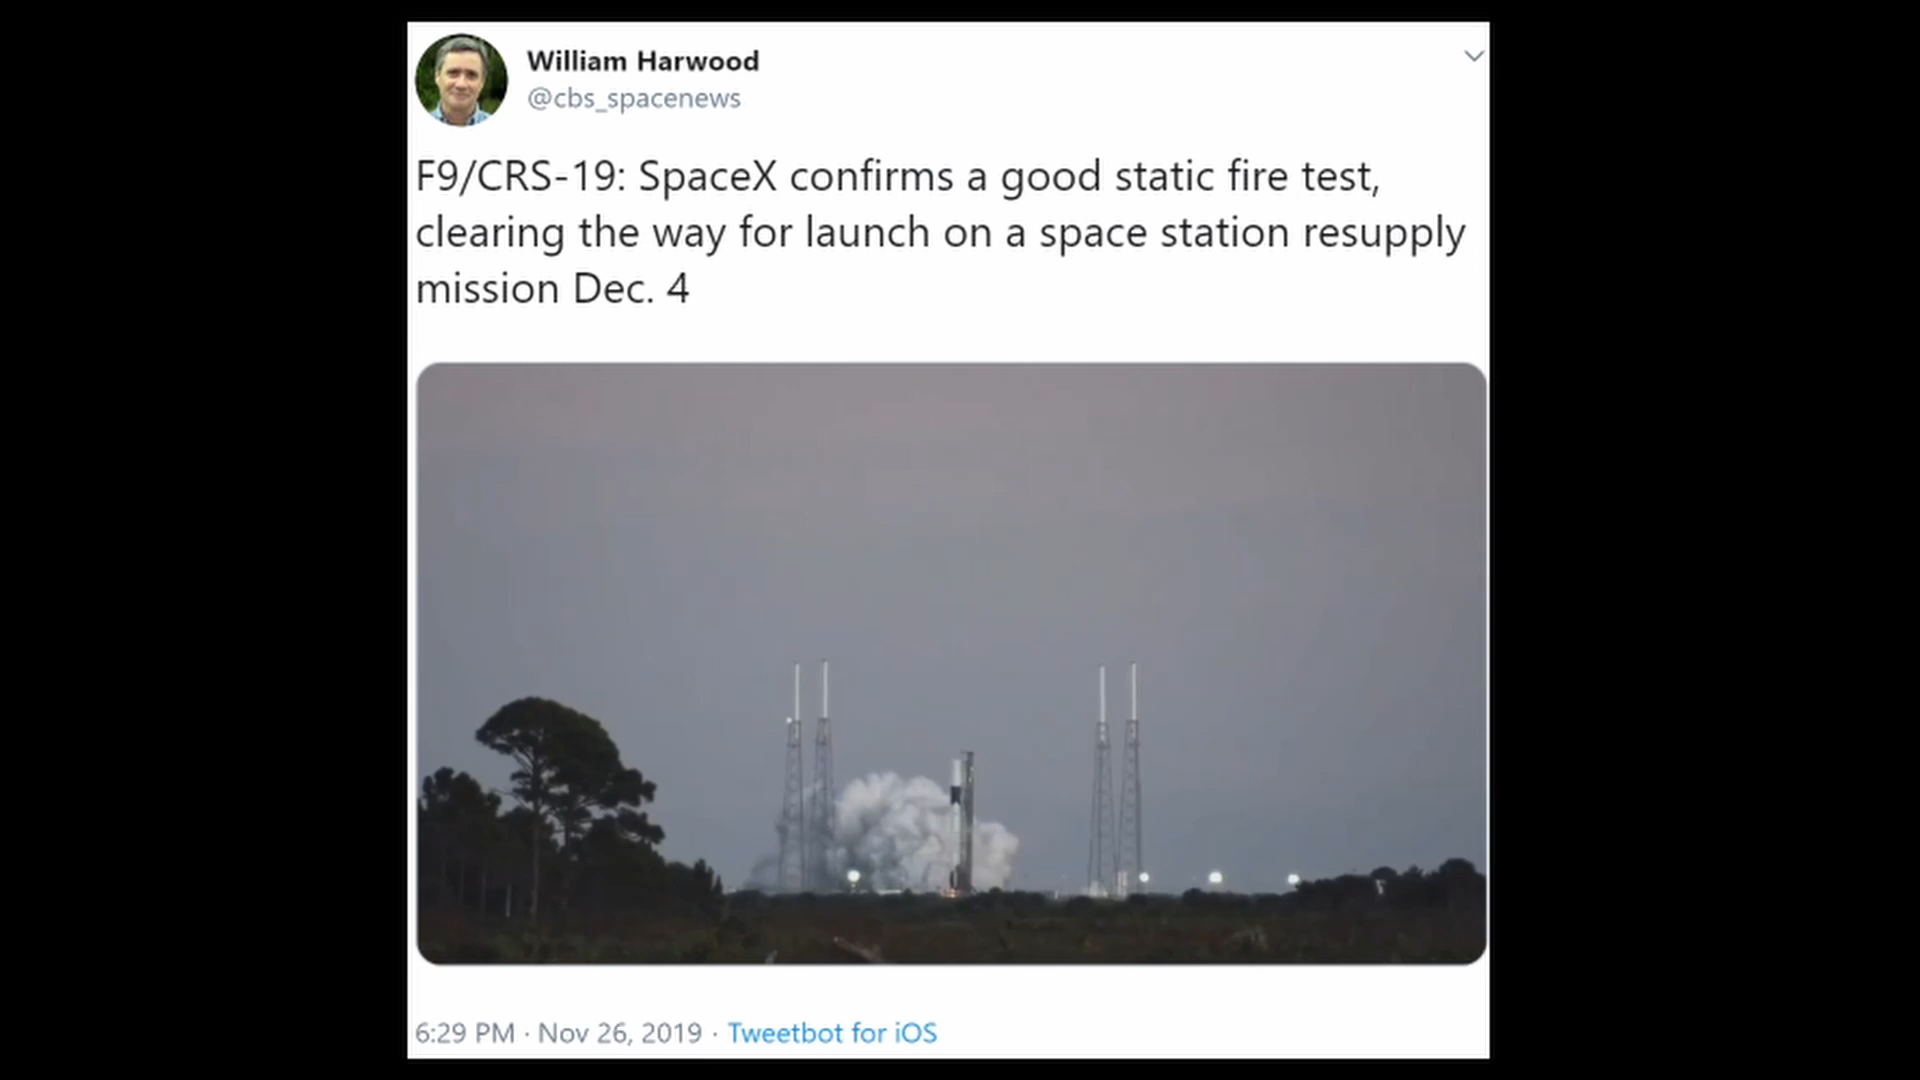 William Harwood
@cbs_spacenews
F9/CRS-19: SpaceX confirms a good static fire test,
clearing the way for launch on a space station resupply
mission Dec. 4
6:29 PM · Nov 26, 2019 · Tweetbot for iOS